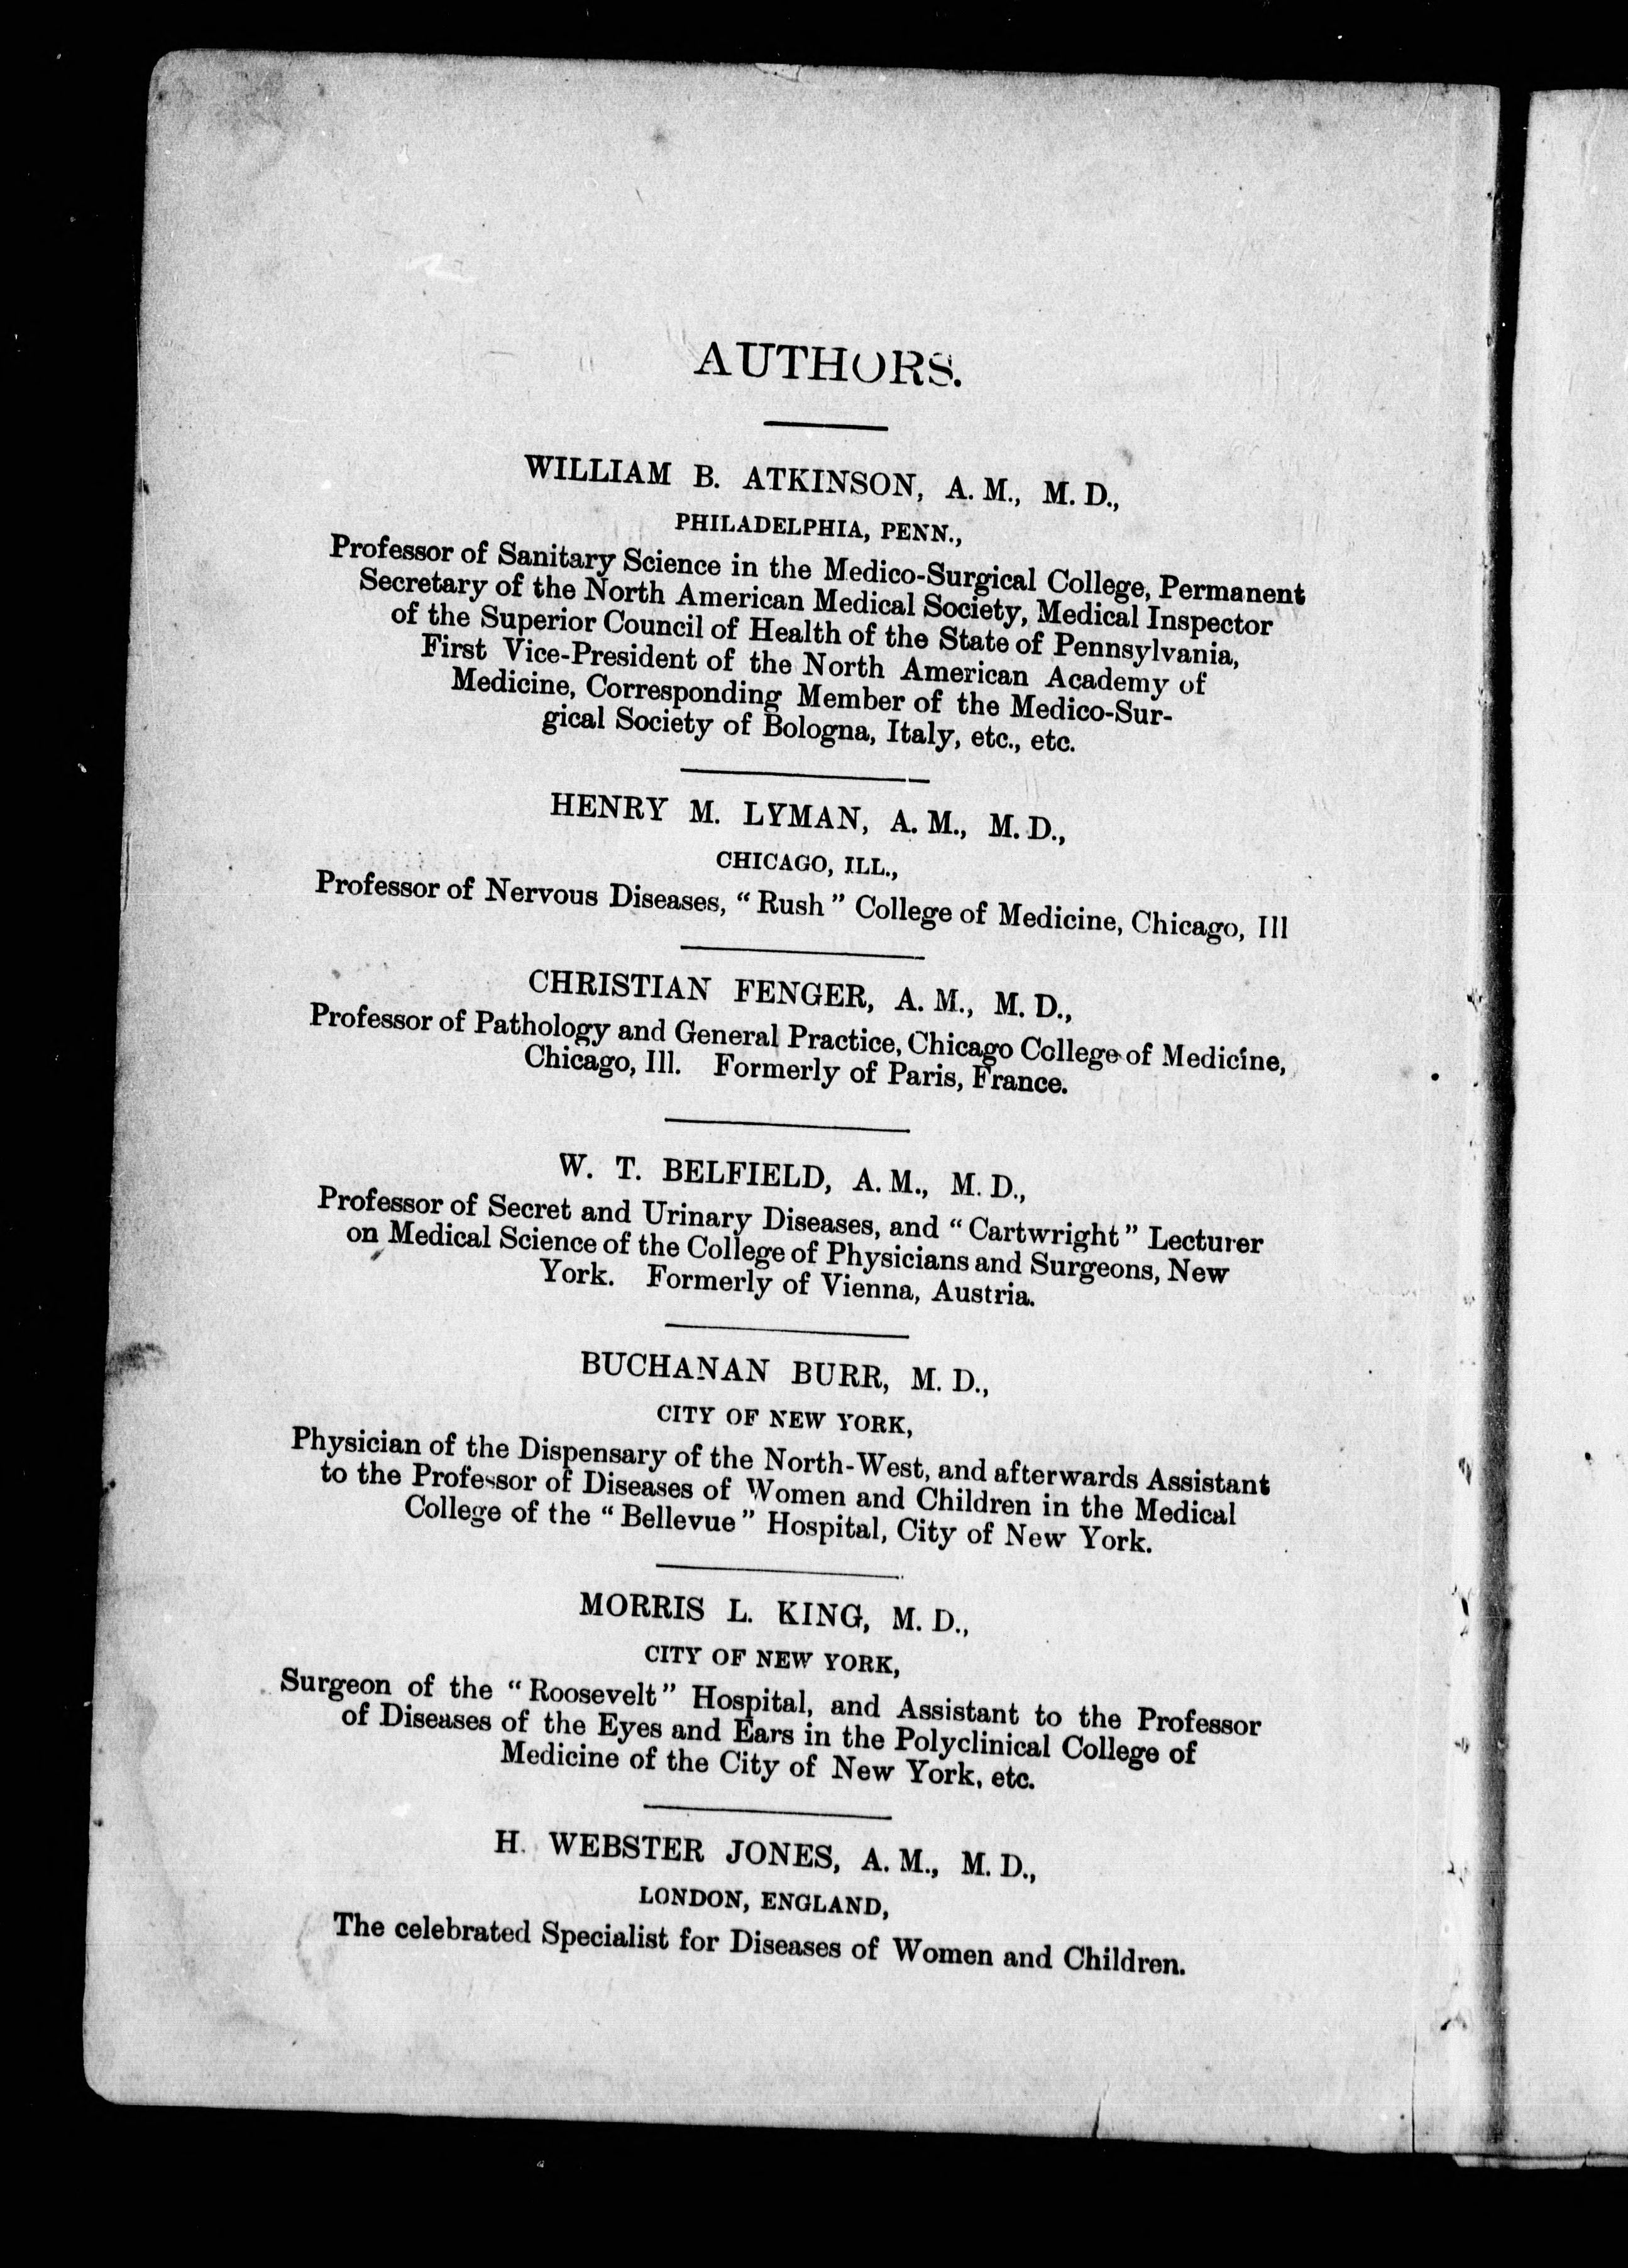 AUTHORS.
WILLIAM B. ATKINSON, A. M., M. D.,
PHILADELPHIA, PENN.,
Professor of Sanitary Science in the Medico-Surgical College, Permanent
Secretary of the North American Medical Society, Medical Inspector
of the Superior Council of Health of the State of Pennsylvania,
First Vice-President of the North American Academy of
Medicine, Corresponding Member of the Medico-Sur-
gical Society of Bologna, Italy, etc., etc.
HENRY M. LYMAN, A. M., M. D.,
CHICAGO, ILL.,
Professor of Nervous Diseases, “Rush” College of Medicine, Chicago, Ill
CHRISTIAN FENGER, A. M., M. D.,
Professor of Pathology and General Practice, Chicago College of Medicine,
Chicago, Ill. Formerly of Paris, France.
W. T. BELFIELD, A. M., M. D.,
Professor of Secret and Urinary Diseases, and “Cartwright” Lecturer
on Medical Science of the College of Physicians and Surgeons, New
York. Formerly of Vienna, Austria.
BUCHANAN BURR, M. D.,
CITY OF NEW YORK,
Physician of the Dispensary of the North-West, and afterwards Assistant
to the Professor of Diseases of Women and Children in the Medical
College of the “Bellevue” Hospital, City of New York.
MORRIS L. KING, M. D.,
CITY OF NEW YORK,
Surgeon of the “Roosevelt” Hospital, and Assistant to the Professor
of Diseases of the Eyes and Ears in the Polyclinical College of
Medicine of the City of New York, etc.
H. WEBSTER JONES, A. M., M. D.,
LONDON, ENGLAND,
The celebrated Specialist for Diseases of Women and Children.